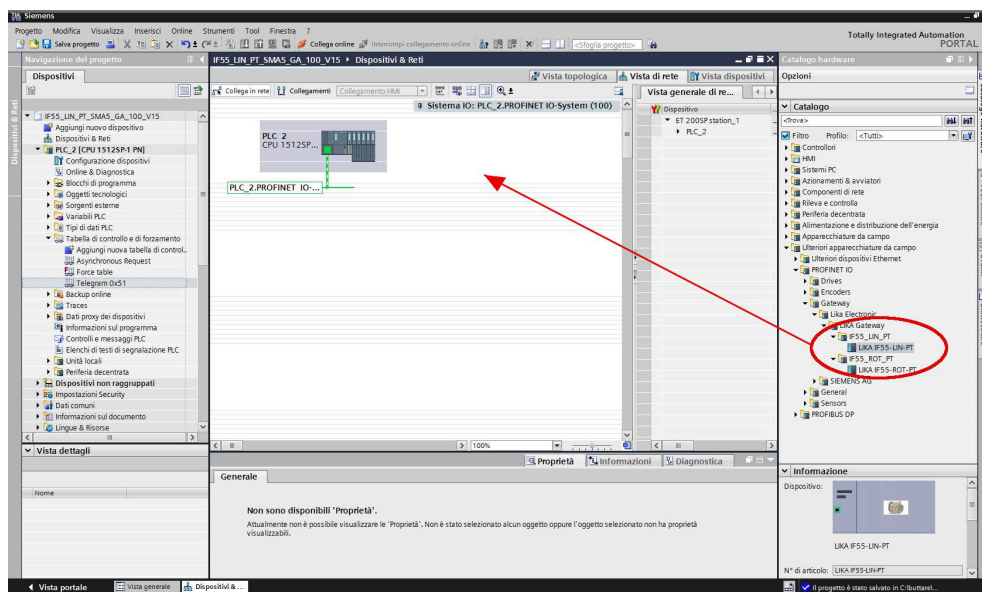 Siemens
Progetto Modifica Visualizza Inserisci Online Strumenti Tool Finestra ?
Salva progetto Collega online Interrompi collegamento online <Sfoglia progetto>
Totally Integrated Automation
PORTAL
Navigazione del progetto
IF55_LIN_PT_SMA5_GA_100_V15 Dispositivi & Reti
Catalogo hardware
Dispositivi
Vista topologica Vista di rete Vista dispositivi
Opzioni
Collega in rete Collegamenti Collegamento HMI
Vista generale di re...
Sistema IO: PLC_2.PROFINET IO-System (100)
PLC_2
CPU 1512SP...
PLC_2.PROFINET IO-...
Dispositivo
ET 200SP station_1
PLC_2
100%
IF55_LIN_PT_SMA5_GA_100_V15
Aggiungi nuovo dispositivo
Dispositivi & Reti
PLC_2 [CPU 1512SP-1 PN]
Configurazione dispositivi
Online & Diagnostica
Blocchi di programma
Oggetti tecnologici
Sorgenti esterne
Variabili PLC
Tipi di dati PLC
Tabella di controllo e di forzamento
Aggiungi nuova tabella di control..
Asynchronous Request
Force table
Telegram 0x51
Backup online
Traces
Dati proxy dei dispositivi
Informazioni sul programma
Controlli e messaggi PLC
Elenchi di testi di segnalazione PLC
Unità locali
Periferia decentrata
Dispositivi non raggruppati
Impostazioni Security
Dati comuni
Informazioni sul documento
Lingue & Risorse
Vista dettagli
Nome
Dispositivi & Reti
Catalogo
<Trova>
Filtro Profilo: <Tutti>
Controllori
HMI
Sistemi PC
Azionamenti & avviatori
Componenti di rete
Rileva e controlla
Periferia decentrata
Alimentazione e distribuzione dell'energia
Apparecchiature da campo
Ulteriori apparecchiature da campo
Ulteriori dispositivi Ethernet
PROFINET IO
Drives
Encoders
Gateway
Lika Electronic
LIKA Gateway
IF55_LIN_PT
LIKA IF55-LIN-PT
IF55_ROT_PT
LIKA IF55-ROT-PT
SIEMENS AG
General
Sensors
PROFIBUS DP
Proprietà Informazioni Diagnostica
Generale
Non sono disponibili 'Proprietà'.
Attualmente non è possibile visualizzare le 'Proprietà'. Non è stato selezionato alcun oggetto oppure l'oggetto selezionato non ha proprietà
visualizzabili.
Informazione
Dispositivo:
LIKA IF55-LIN-PT
N° di articolo: LIKA IF55-LIN-PT
Vista portale Vista generale Dispositivi & ...
Il progetto è stato salvato in C:\buttarel...